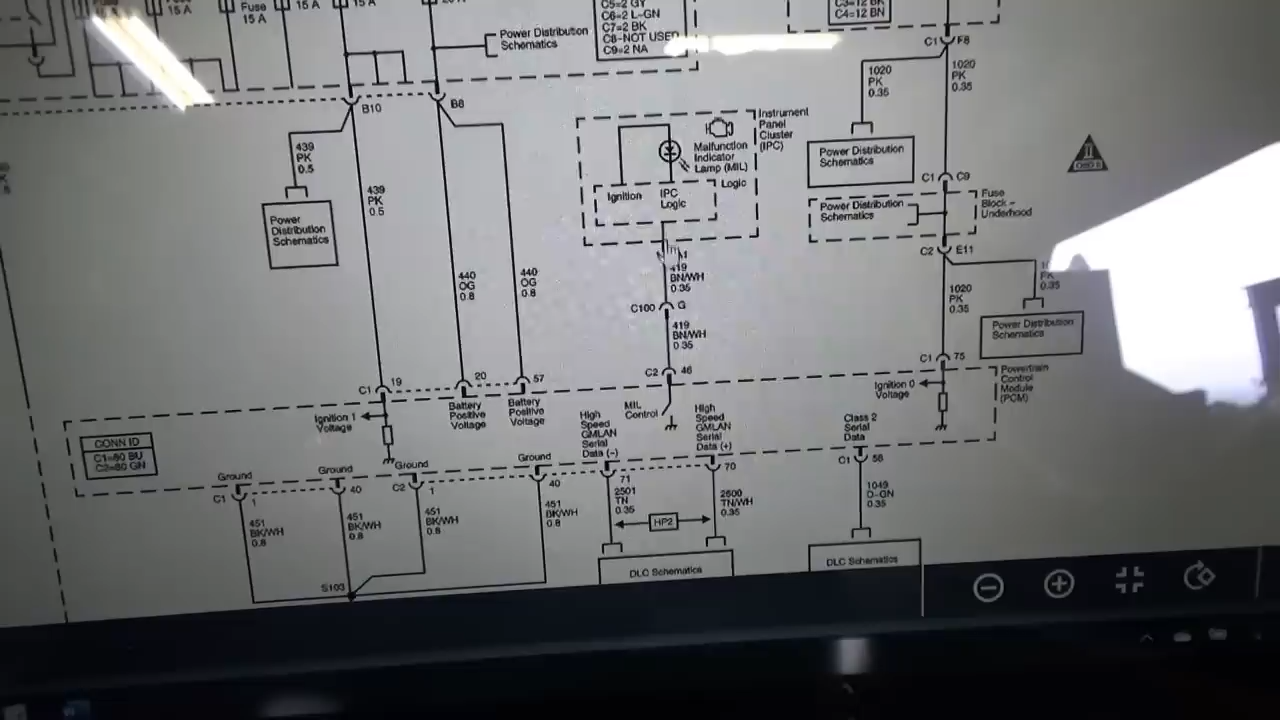 Fuse
15 A
15 A
15 A
C5=2 GY
C6=2 L-GN
C7=2 BK
C8-NOT USED
C9=2 NA
C4=12 BN
Power Distribution
Schematics
C1
F8
1020
PK
0.35
1020
PK
0.35
B10
B8
439
PK
0.5
439
PK
0.5
Power
Distribution
Schematics
Instrument
Panel
Cluster
(IPC)
Malfunction
Indicator
Lamp (MIL)
Logic
Ignition
IPC
Logic
Power Distribution
Schematics
II
OBD II
C1
C9
Power Distribution
Schematics
Fuse
Block –
Underhood
C2
E11
PK
0.35
1020
PK
0.35
Power Distribution
Schematics
440
OG
0.8
440
OG
0.8
419
BN/WH
0.35
C100
G
419
BN/WH
0.35
C1
19
20
57
C2
46
C1
75
Powertrain
Control
Module
(PCM)
Ignition 1
Voltage
Battery
Positive
Voltage
Battery
Positive
Voltage
MIL
Control
Ignition 0
Voltage
High
Speed
GMLAN
Serial
Data (-)
High
Speed
GMLAN
Serial
Data (+)
Class 2
Serial
Data
CONN ID
C1=80 BU
C2=80 GN
Ground
Ground
Ground
Ground
C1
1
40
C2
1
40
71
70
C1
58
451
BK/WH
0.8
451
BK/WH
0.8
451
BK/WH
0.8
451
BK/WH
0.8
2501
TN
0.35
2500
TN/WH
0.35
1049
D-GN
0.35
HP2
S103
DLC Schematics
DLC Schematics